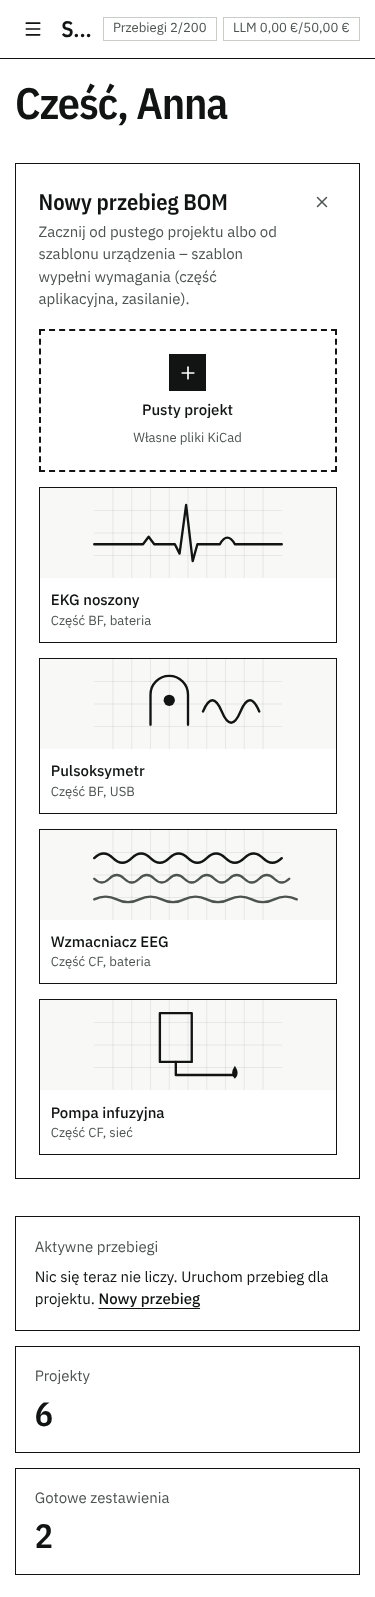 S...
Przebiegi 2/200
LLM 0,00 €/50,00 €
Cześć, Anna
Nowy przebieg BOM
Zacznij od pustego projektu albo od
szablonu urządzenia – szablon
wypełni wymagania (część
aplikacyjna, zasilanie).
Pusty projekt
Własne pliki KiCad
EKG noszony
Część BF, bateria
Pulsoksymetr
Część BF, USB
Wzmacniacz EEG
Część CF, bateria
Pompa infuzyjna
Część CF, sieć
Aktywne przebiegi
Nic się teraz nie liczy. Uruchom przebieg dla
projektu. Nowy przebieg
Projekty
6
Gotowe zestawienia
2